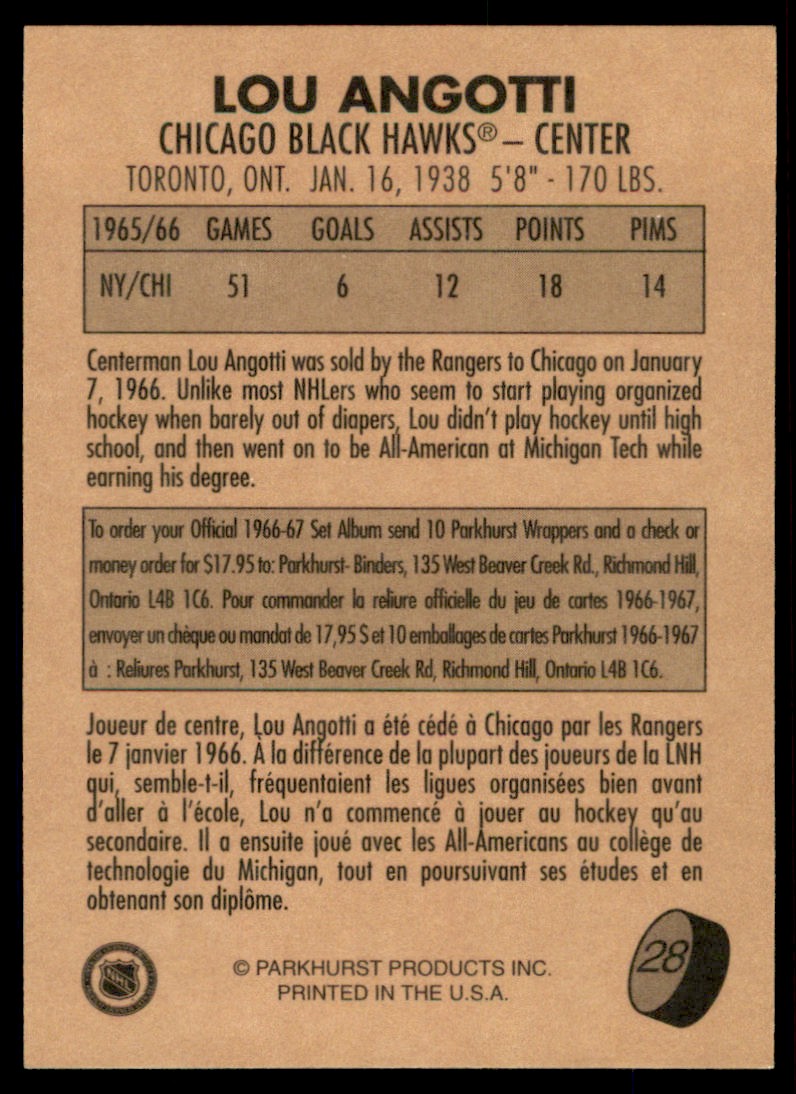 LOU ANGOTTI
CHICAGO BLACK HAWKS® – CENTER
TORONTO, ONT. JAN. 16, 1938 5'8" - 170 LBS.
1965/66 GAMES GOALS ASSISTS POINTS PIMS
NY/CHI 51 6 12 18 14
Centerman Lou Angotti was sold by the Rangers to Chicago on January
7, 1966. Unlike most NHLers who seem to start playing organized
hockey when barely out of diapers, Lou didn't play hockey until high
school, and then went on to be All-American at Michigan Tech while
earning his degree.
To order your Official 1966-67 Set Album send 10 Parkhurst Wrappers and a check or
money order for $17.95 to: Parkhurst- Binders, 135 West Beaver Creek Rd., Richmond Hill,
Ontario L4B 1C6. Pour commander la reliure officielle du jeu de cartes 1966-1967,
envoyer un chèque ou mandat de 17,95 $ et 10 emballages de cartes Parkhurst 1966-1967
à : Reliures Parkhurst, 135 West Beaver Creek Rd, Richmond Hill, Ontario L4B 1C6.
Joueur de centre, Lou Angotti a été cédé à Chicago par les Rangers
le 7 janvier 1966. À la différence de la plupart des joueurs de la LNH
qui, semble-t-il, fréquentaient les ligues organisées bien avant
d'aller à l'école, Lou n'a commencé à jouer au hockey qu'au
secondaire. Il a ensuite joué avec les All-Americans au collège de
technologie du Michigan, tout en poursuivant ses études et en
obtenant son diplôme.
28
NHL
© PARKHURST PRODUCTS INC.
PRINTED IN THE U.S.A.